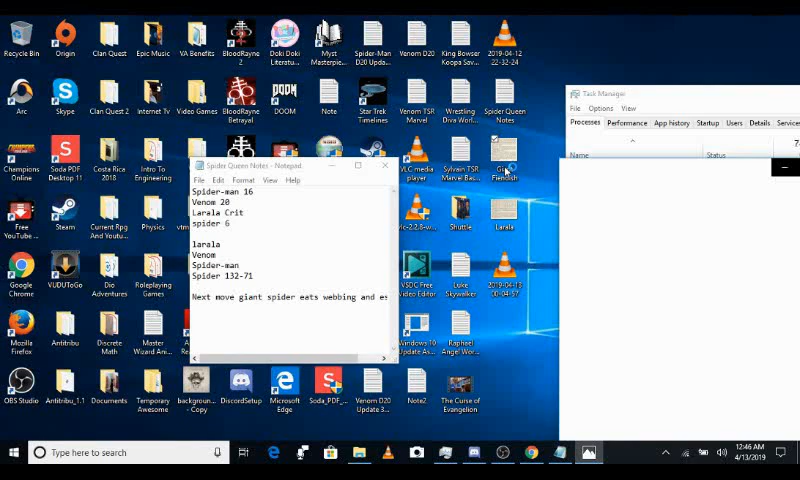 Recycle Bin
Origin
Clan Quest
Epic Music
VA Benefits
BloodRayne 2
Doki Doki Literatu...
Myst Masterpie...
Spider-Man D20 Upda...
Venom D20
King Bowser Koopa Sav...
2019-04-12 22-32-24
Arc
Skype
Clan Quest 2
Internet Tv
Video Games
BloodRayne Betrayal
DOOM
Note
Star Trek Timelines
Venom TSR Marvel
Wrestling Diva World...
Spider Queen Notes
Champions Online
Soda PDF Desktop 11
Costa Rica 2018
Intro To Engineering
VLC media player
Sylvain TSR Marvel Bas...
Fiendish
Free YouTube ...
Steam
Current Rpg And Youtu...
Physics
Shuttle
Larala
Google Chrome
VUDUToGo
Dio Adventures
Roleplaying Games
VSDC Free Video Editor
Luke Skywalker
2019-04-13 00-04-57
Mozilla Firefox
Antitribu
Discrete Math
Master Wizard Ani...
Windows 10 Update As...
Raphael Angel Wor...
OBS Studio
Antitribu_1.1
Documents
Temporary Awesome
backgroun... - Copy
DiscordSetup
Microsoft Edge
Soda_PDF_...
Venom D20 Update 3...
Note2
The Curse of Evangelion
Spider Queen Notes - Notepad
File Edit Format View Help
Spider-man 16
Venom 20
Larala Crit
spider 6
larala
Venom
Spider-man
Spider 132-71
Next move giant spider eats webbing and es
Task Manager
File Options View
Processes Performance App history Startup Users Details Services
Name Status
Type here to search
12:46 AM
4/13/2019